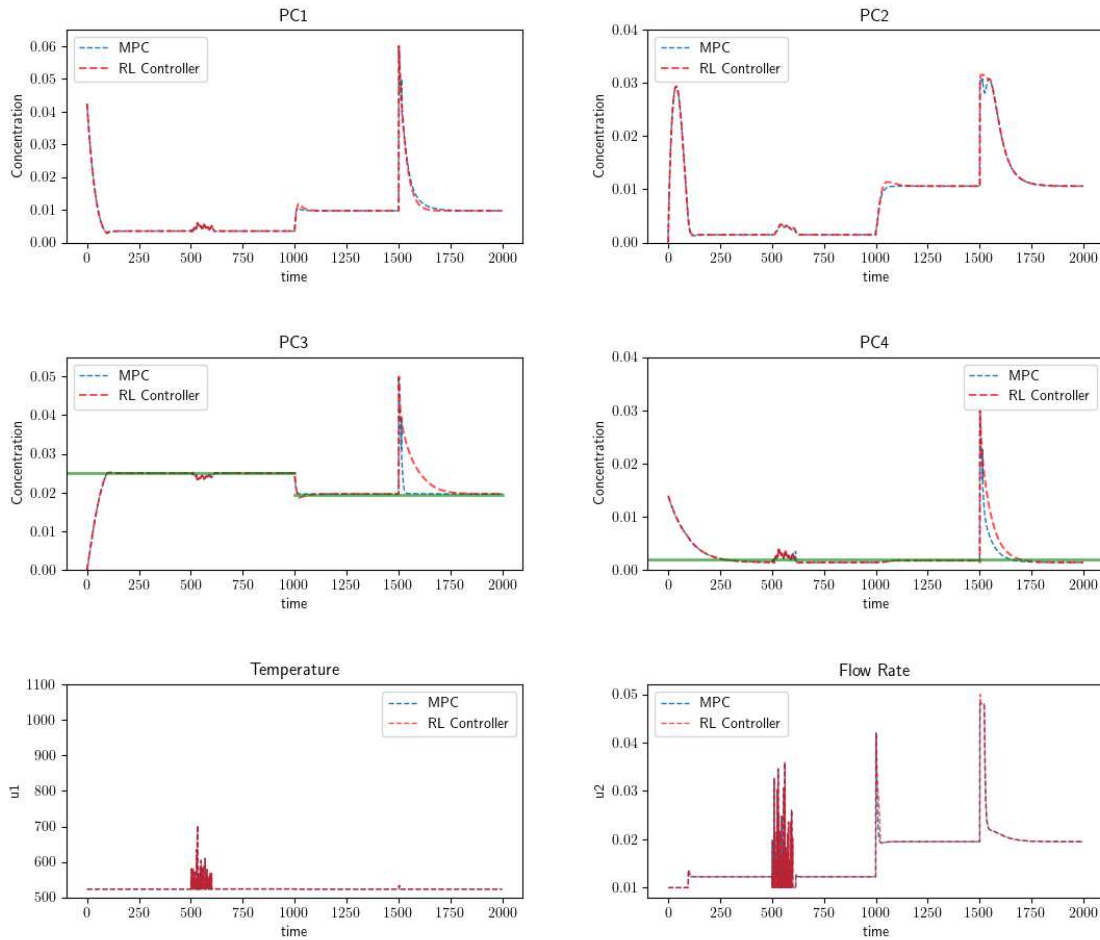 PC1
PC2
0.06
0.05
0.04
0.03
0.02
0.01
0.00
Concentration
MPC
RL Controller
0
250
500
750
1000
1250
1500
1750
2000
time
0.04
0.03
0.02
0.01
0.00
Concentration
MPC
RL Controller
0
250
500
750
1000
1250
1500
1750
2000
time
PC3
PC4
0.05
0.04
0.03
0.02
0.01
0.00
Concentration
MPC
RL Controller
0
250
500
750
1000
1250
1500
1750
2000
time
0.04
0.03
0.02
0.01
0.00
Concentration
MPC
RL Controller
0
250
500
750
1000
1250
1500
1750
2000
time
Temperature
Flow Rate
1100
1000
900
800
700
600
500
u1
MPC
RL Controller
0
250
500
750
1000
1250
1500
1750
2000
time
0.05
0.04
0.03
0.02
0.01
u2
MPC
RL Controller
0
250
500
750
1000
1250
1500
1750
2000
time